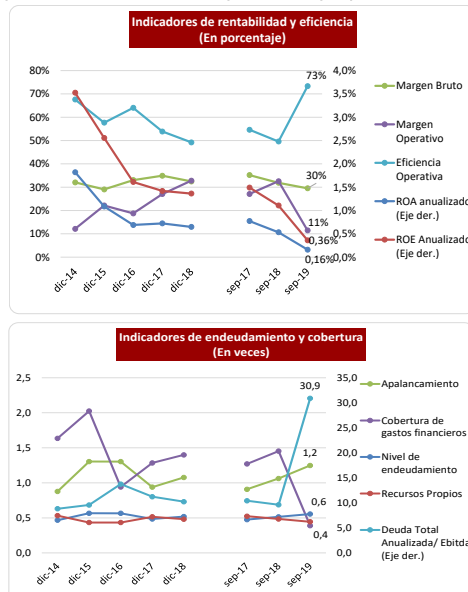 Indicadores de rentabilidad y eficiencia
(En porcentaje)
80%
70%
60%
50%
40%
30%
20%
10%
0%
4,0%
3,5%
3,0%
2,5%
2,0%
1,5%
1,0%
0,5%
0,0%
73%
30%
11%
0,36%
0,16%
dic-14
dic-15
dic-16
dic-17
dic-18
sep-17
sep-18
sep-19
Margen Bruto
Margen
Operativo
Eficiencia
Operativa
ROA anualizado
(Eje der.)
ROE Anualizado
(Eje der.)
Indicadores de endeudamiento y cobertura
(En veces)
2,5
2,0
1,5
1,0
0,5
0,0
35,0
30,0
25,0
20,0
15,0
10,0
5,0
0,0
30,9
1,2
0,6
0,4
dic-14
dic-15
dic-16
dic-17
dic-18
sep-17
sep-18
sep-19
Apalancamiento
Cobertura de
gastos financieros
Nivel de
endeudamiento
Recursos Propios
Deuda Total
Anualizada/ Ebitda
(Eje der.)